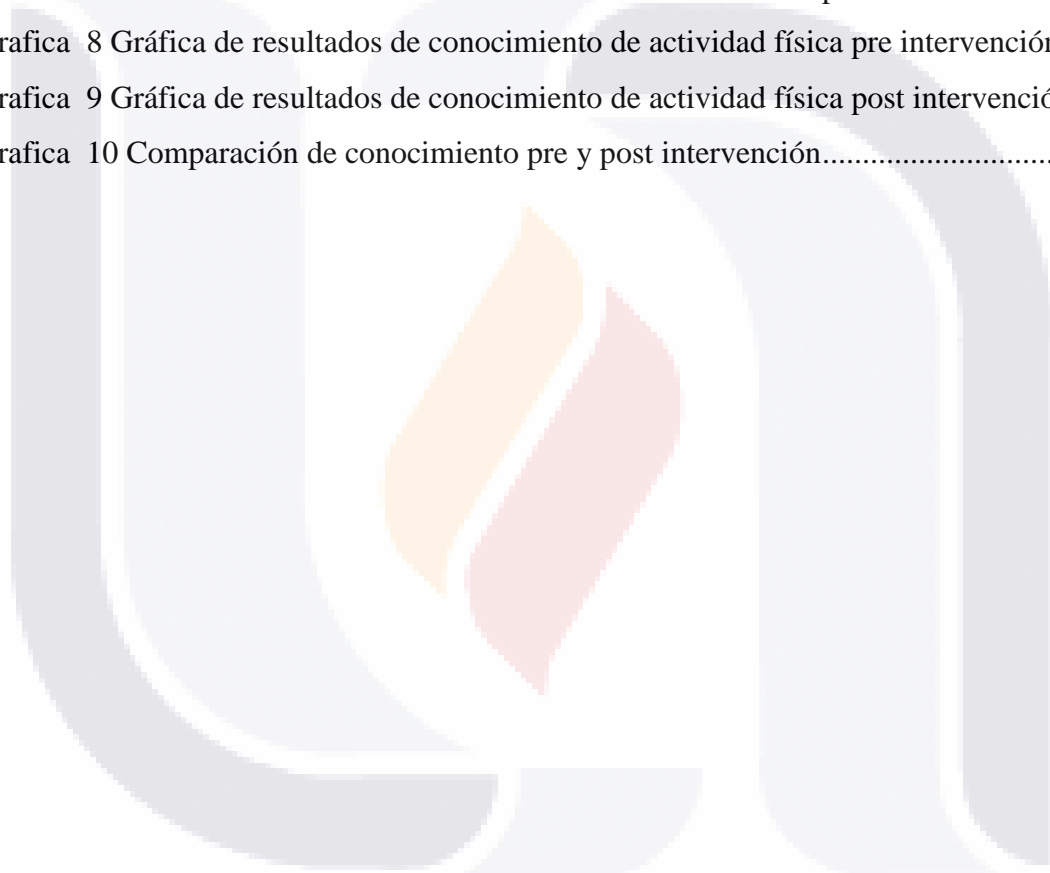 rafica 8 Gráfica de resultados de conocimiento de actividad física pre intervención
rafica 9 Gráfica de resultados de conocimiento de actividad física post intervenció
rafica 10 Comparación de conocimiento pre y post intervención............................